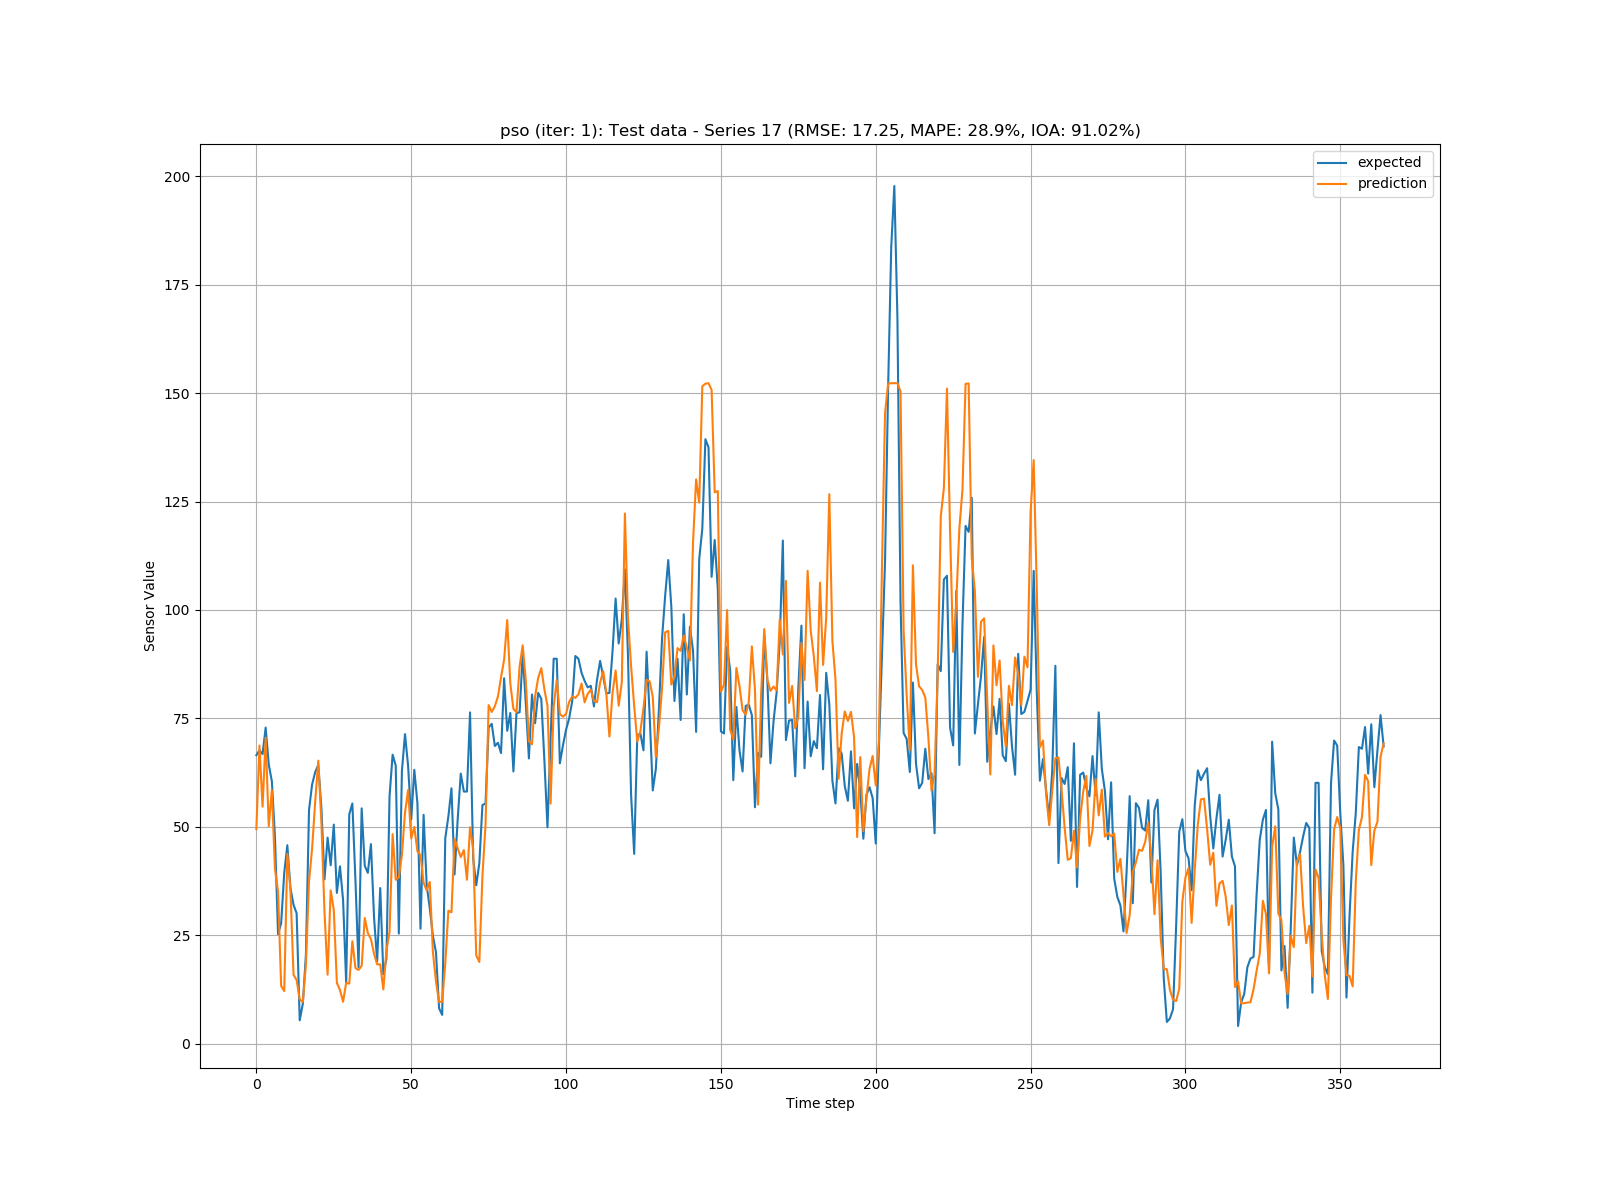 pso (iter: 1): Test data - Series 17 (RMSE: 17.25, MAPE: 28.9%, IOA: 91.02%)
expected
prediction
200
175
150
125
100
75
50
25
0
Sensor Value
0 50 100 150 200 250 300 350
Time step